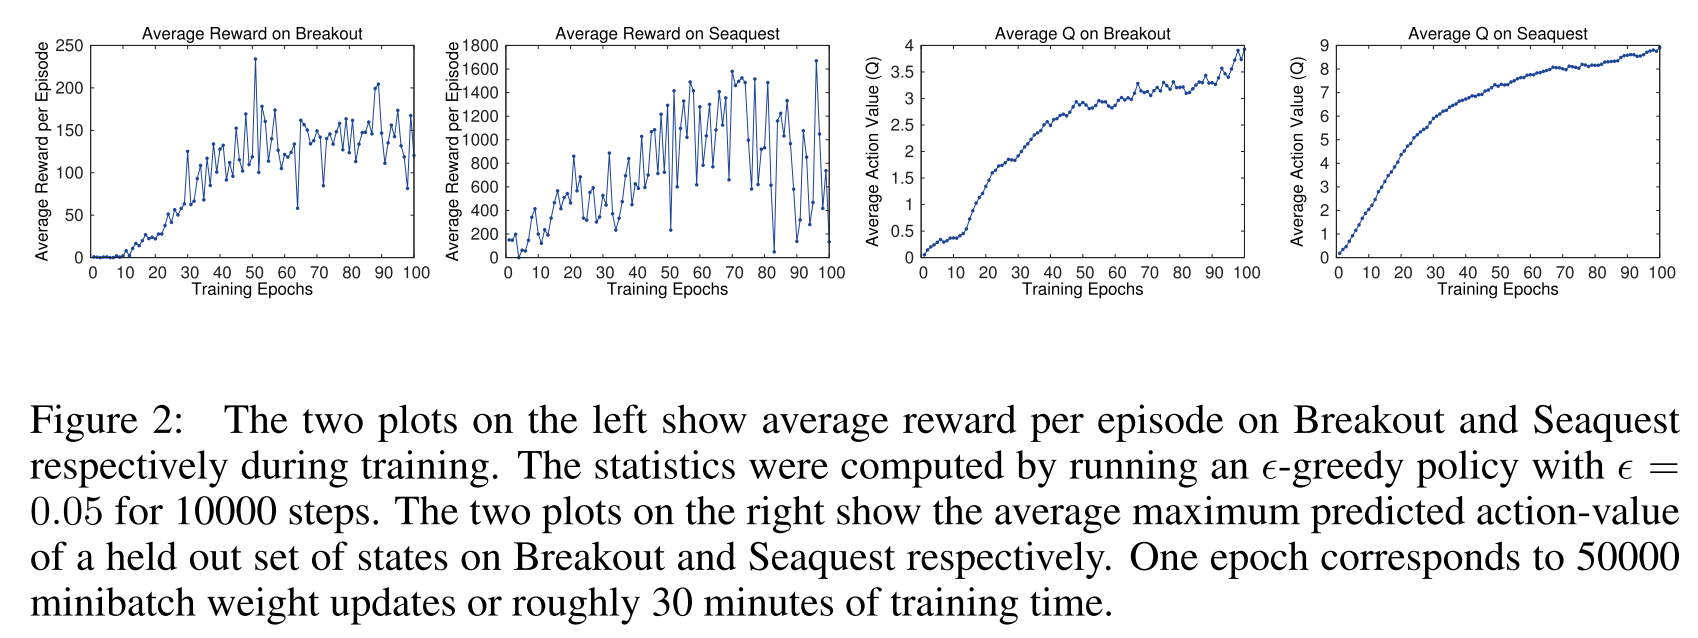 Average Reward on Breakout
Average Reward per Episode
250
200
150
100
50
0
0 10 20 30 40 50 60 70 80 90 100
Training Epochs
Average Reward on Seaquest
Average Reward per Episode
1800
1600
1400
1200
1000
800
600
400
200
0
0 10 20 30 40 50 60 70 80 90 100
Training Epochs
Average Q on Breakout
Average Action Value (Q)
4
3.5
3
2.5
2
1.5
1
0.5
0
0 10 20 30 40 50 60 70 80 90 100
Training Epochs
Average Q on Seaquest
Average Action Value (Q)
9
8
7
6
5
4
3
2
1
0
0 10 20 30 40 50 60 70 80 90 100
Training Epochs
Figure 2: The two plots on the left show average reward per episode on Breakout and Seaquest
respectively during training. The statistics were computed by running an ϵ-greedy policy with ϵ =
0.05 for 10000 steps. The two plots on the right show the average maximum predicted action-value
of a held out set of states on Breakout and Seaquest respectively. One epoch corresponds to 50000
minibatch weight updates or roughly 30 minutes of training time.